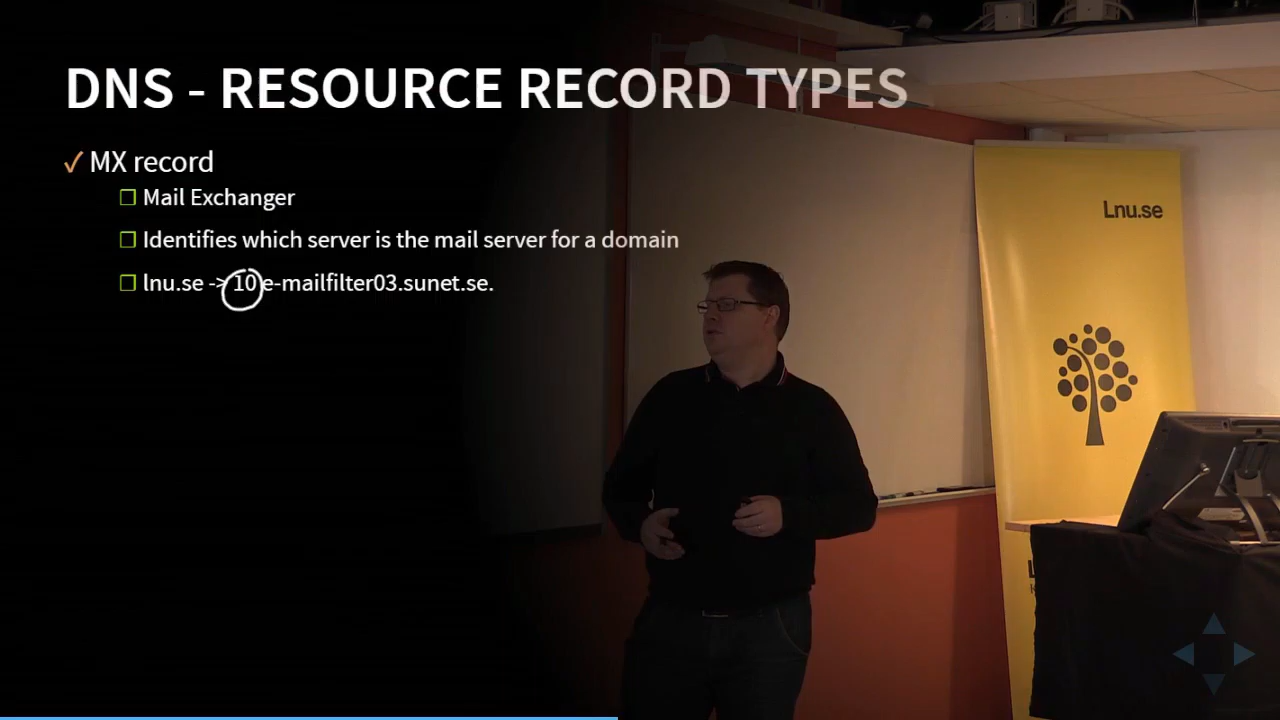 DNS - RESOURCE RECORD TYPES
MX record
Mail Exchanger
Identifies which server is the mail server for a domain
lnu.se -> 10 e-mailfilter03.sunet.se.
Lnu.se